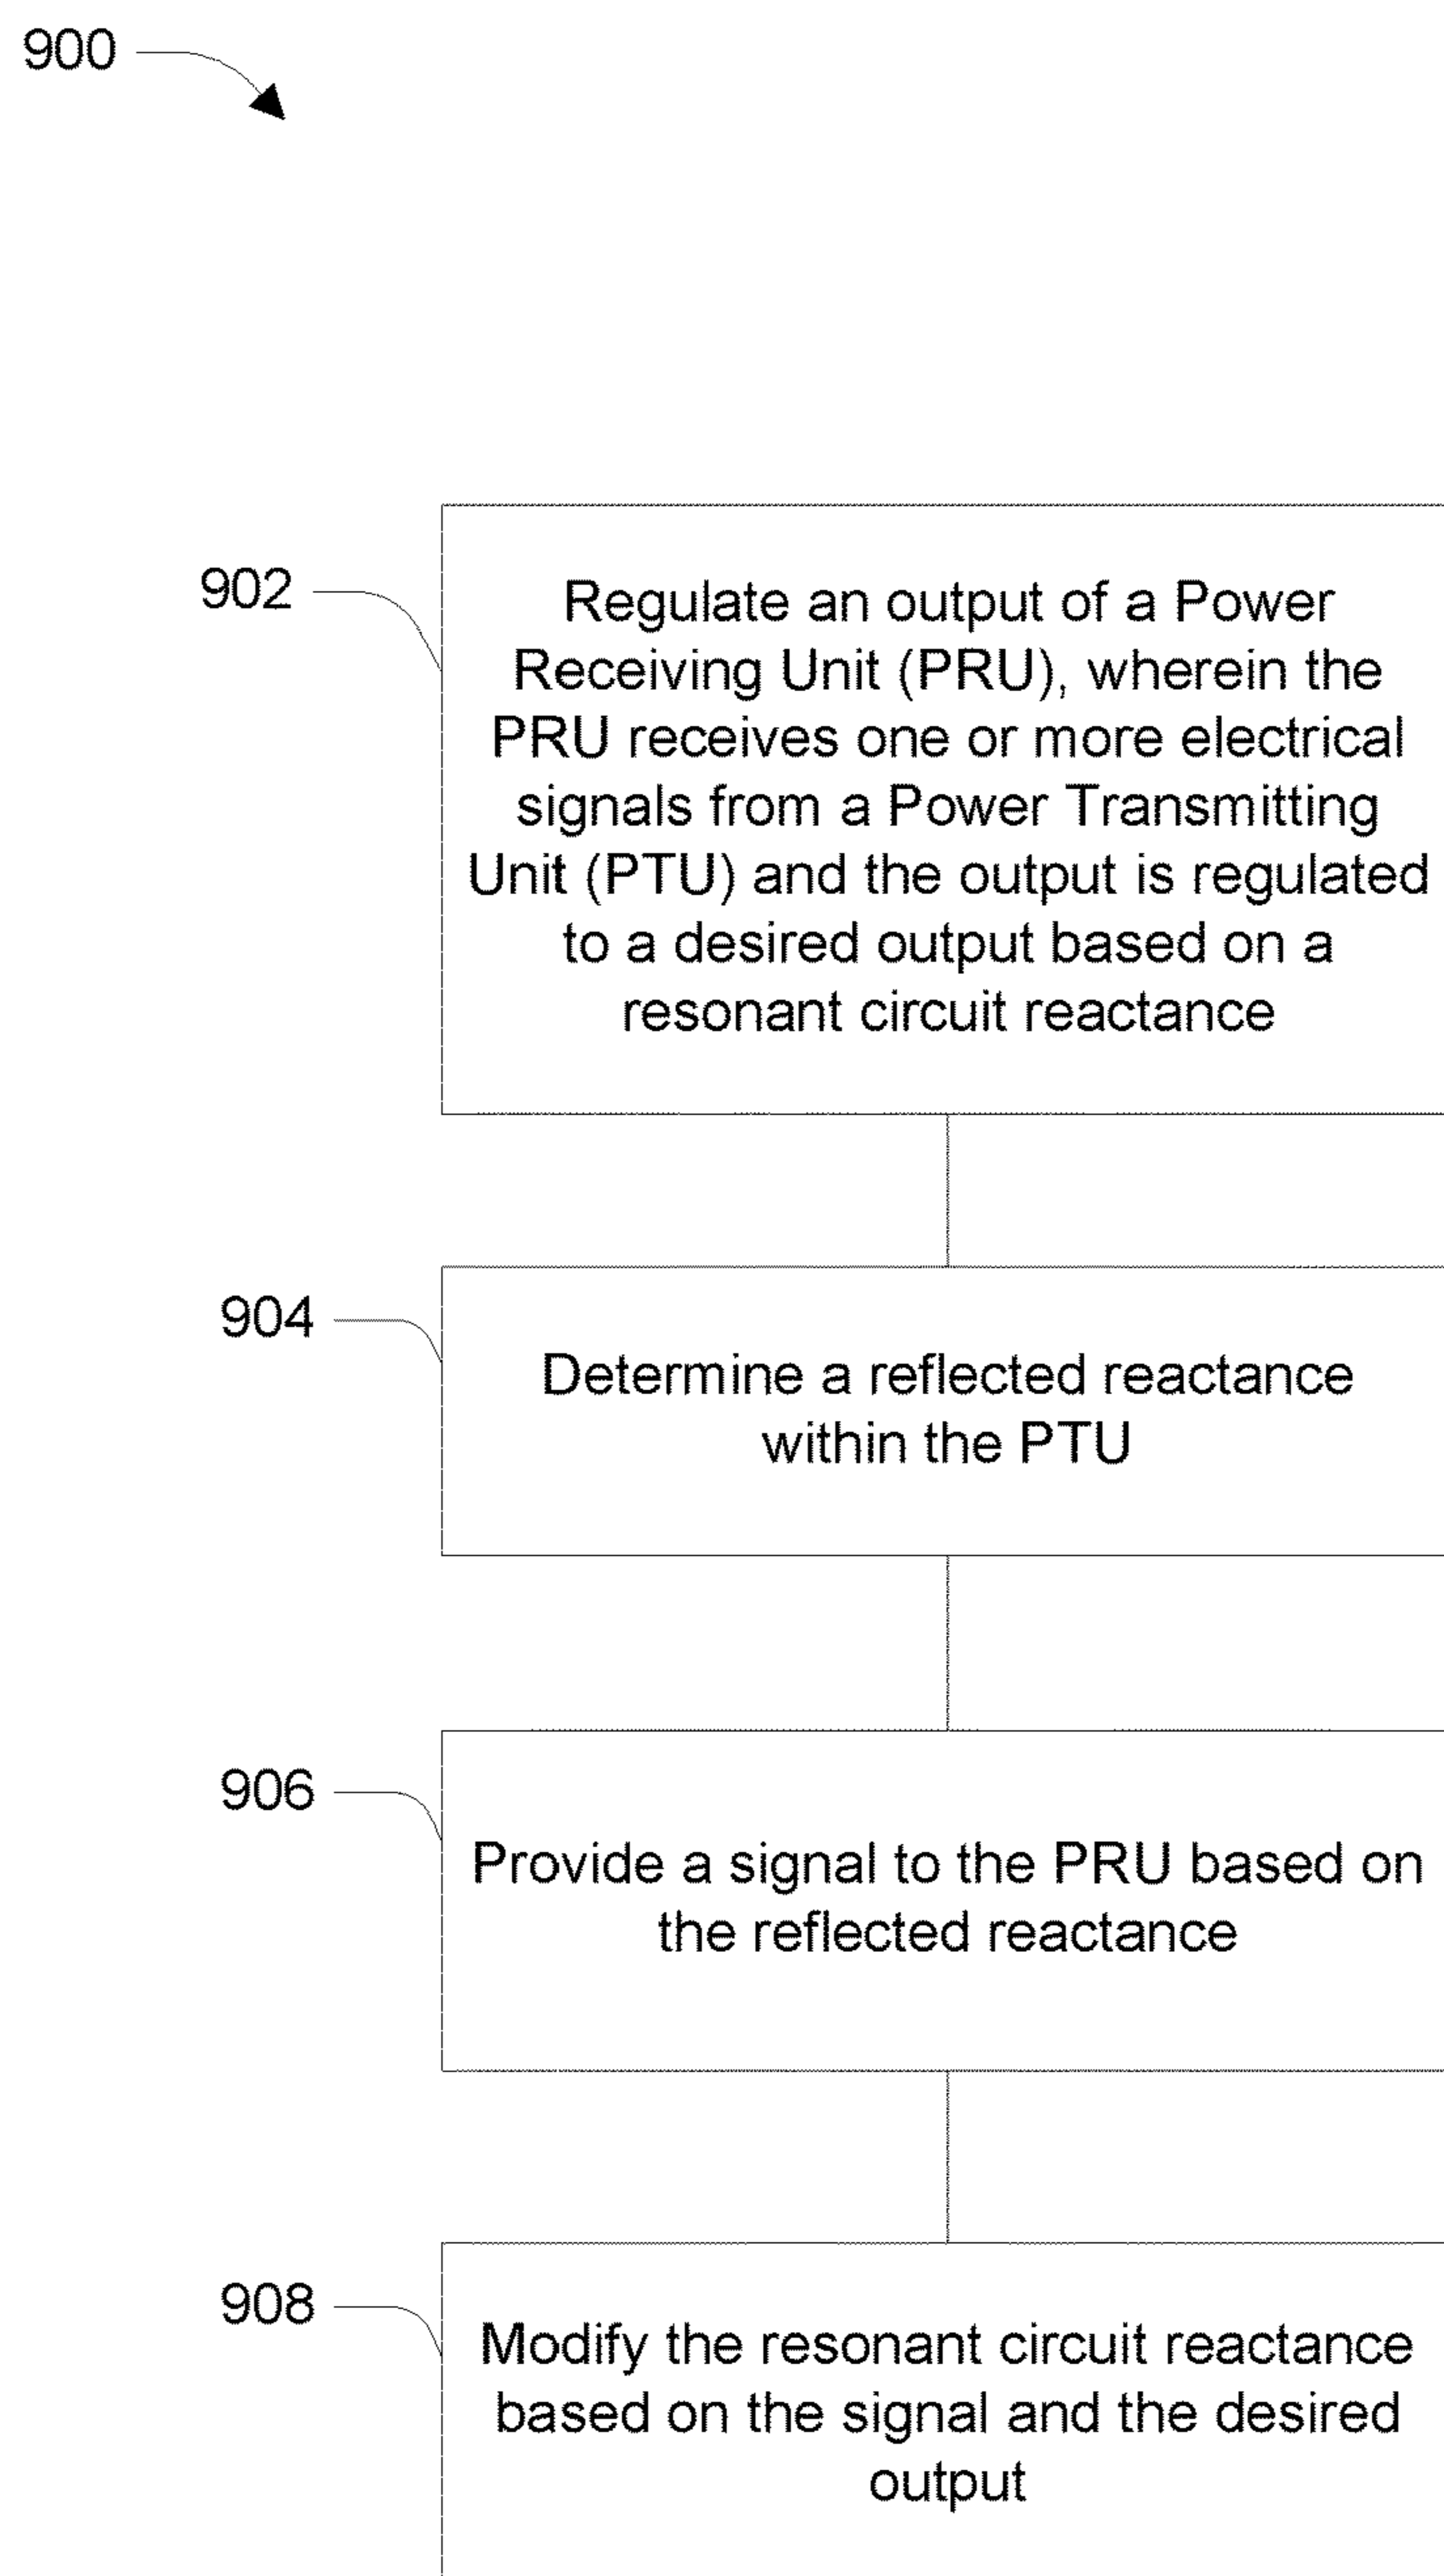 900
902
Regulate an output of a Power
Receiving Unit (PRU), wherein the
PRU receives one or more electrical
signals from a Power Transmitting
Unit (PTU) and the output is regulated
to a desired output based on a
resonant circuit reactance
904
Determine a reflected reactance
within the PTU
906
Provide a signal to the PRU based on
the reflected reactance
908
Modify the resonant circuit reactance
based on the signal and the desired
output